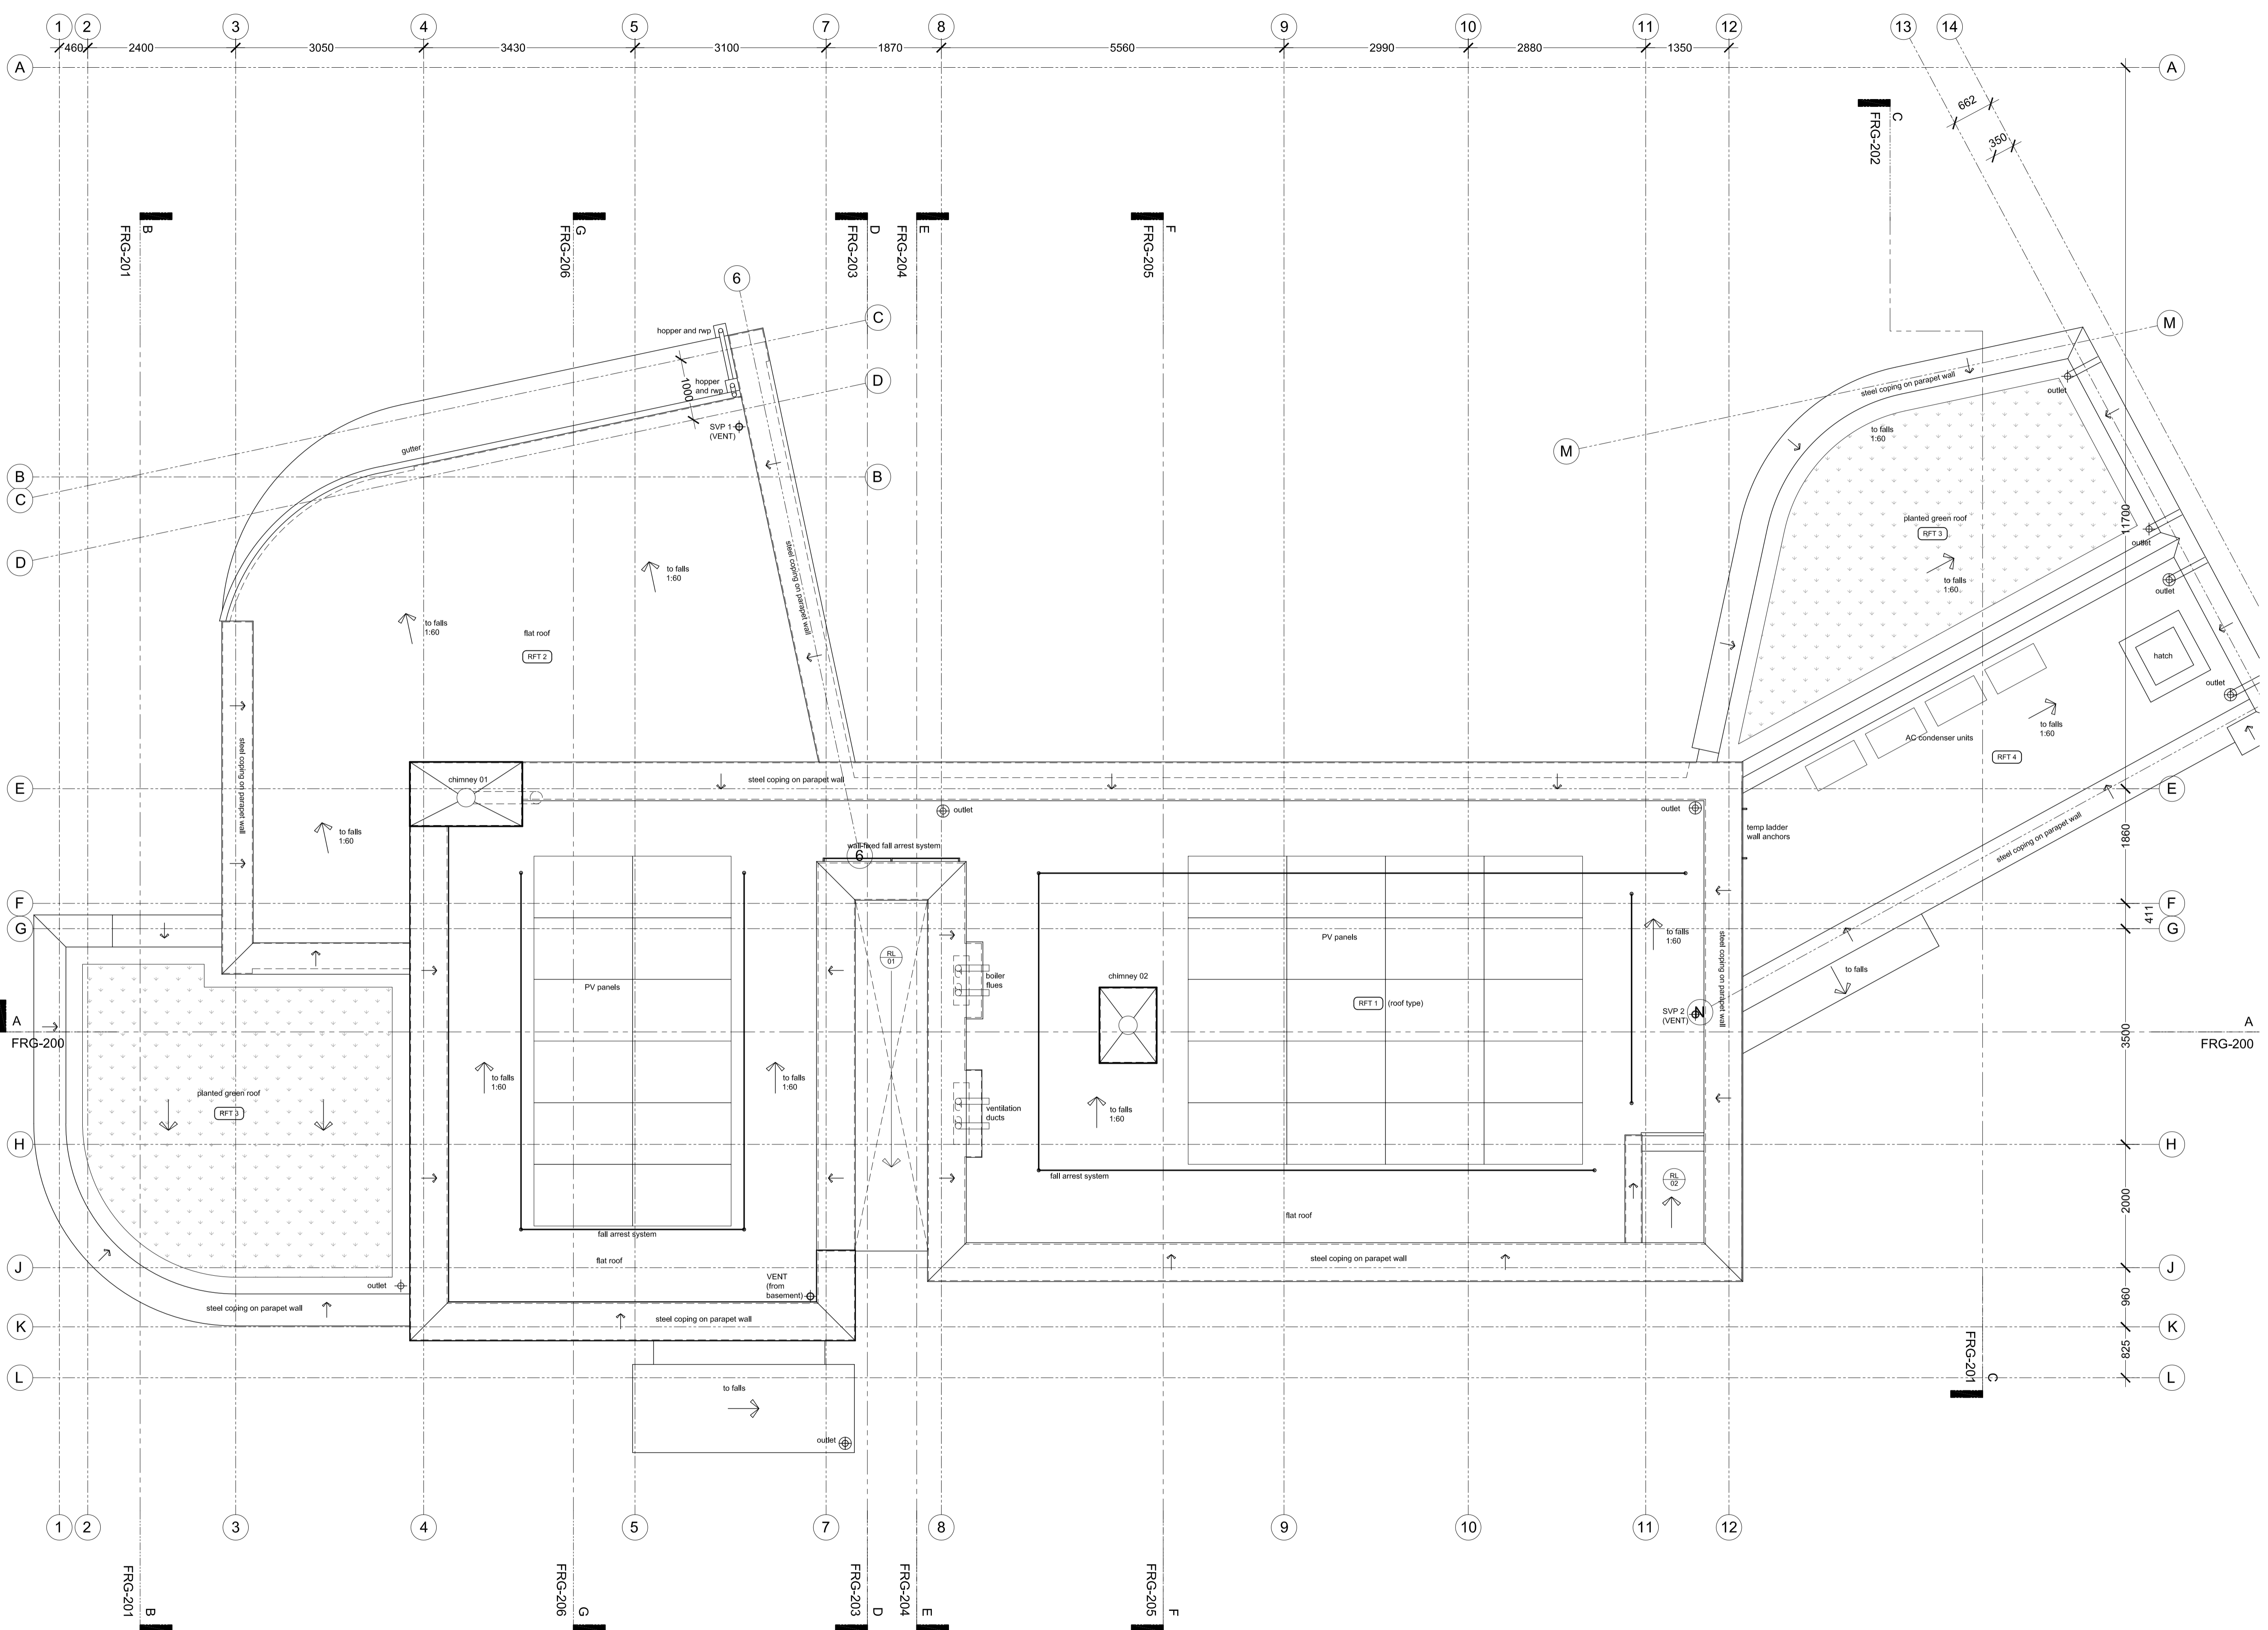 1
2
3
4
5
7
8
9
10
11
12
13
14
460
2400
3050
3430
3100
1870
5560
2990
2880
1350
A
A
662
350
C
FRG-202
B
FRG-201
G
FRG-206
D
FRG-203
E
FRG-204
F
FRG-205
6
C
M
hopper and rwp
D
hopper
and rwp
1000
outlet
steel coping on parapet wall
SVP 1
(VENT)
to falls
1:60
gutter
M
B
B
C
planted green roof
RFT 3
11700
outlet
D
to falls
1:60
to falls
1:60
outlet
steel coping on parapet wall
to falls
1:60
flat roof
RFT 2
hatch
outlet
to falls
1:60
AC condenser units
RFT 4
steel coping on parapet wall
chimney 01
steel coping on parapet wall
E
E
outlet
outlet
to falls
1:60
temp ladder
wall anchors
1860
steel coping on parapet wall
wall-fixed fall arrest system
6
F
F
411
G
G
to falls
1:60
PV panels
RL
01
boiler
flues
PV panels
chimney 02
steel coping on parapet wall
to falls
RFT 1
(roof type)
SVP 2
(VENT)
N
A
FRG-200
A
FRG-200
3500
to falls
1:60
to falls
1:60
planted green roof
RFT 3
ventilation
ducts
to falls
1:60
H
H
fall arrest system
RL
02
2000
fall arrest system
flat roof
flat roof
steel coping on parapet wall
J
J
VENT
(from
basement)
outlet
steel coping on parapet wall
960
steel coping on parapet wall
K
K
825
FRG-201
C
L
L
to falls
outlet
1
2
3
4
5
7
8
9
10
11
12
FRG-201
B
FRG-206
G
FRG-203
D
FRG-204
E
FRG-205
F